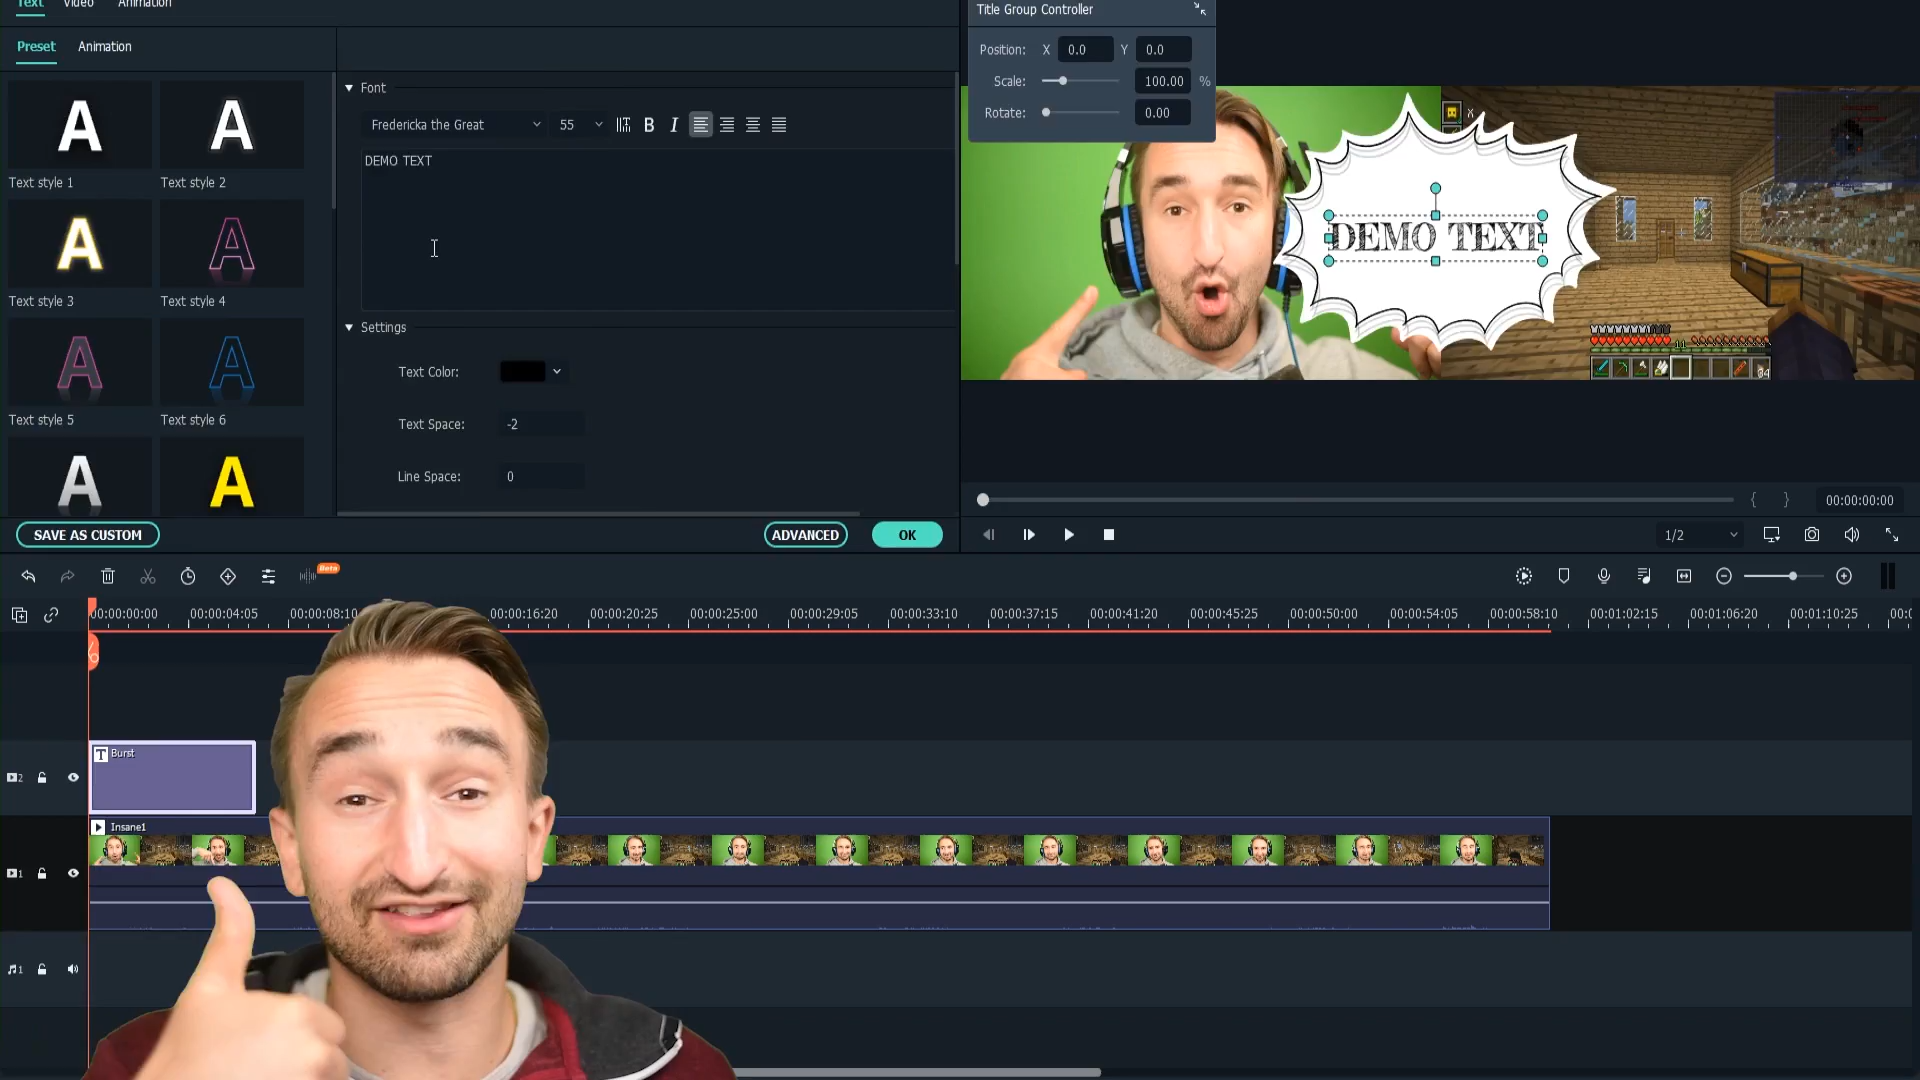 Text Video Animation
Title Group Controller
Preset Animation
Position: X 0.0 Y 0.0
Scale: 100.00 %
Rotate: 0.00
Font
Fredericka the Great 55 B I
DEMO TEXT
A A
Text style 1 Text style 2
A A
Text style 3 Text style 4
A A
Text style 5 Text style 6
A A
Settings
Text Color:
Text Space: -2
Line Space: 0
X
DEMO TEXT
11
34
SAVE AS CUSTOM ADVANCED OK
{ } 00:00:00:00
1/2
Beta
00:00:00:00 00:00:04:05 00:00:08:10 00:00:16:20 00:00:20:25 00:00:25:00 00:00:29:05 00:00:33:10 00:00:37:15 00:00:41:20 00:00:45:25 00:00:50:00 00:00:54:05 00:00:58:10 00:01:02:15 00:01:06:20 00:01:10:25
2 T Burst
Insane1
1
1